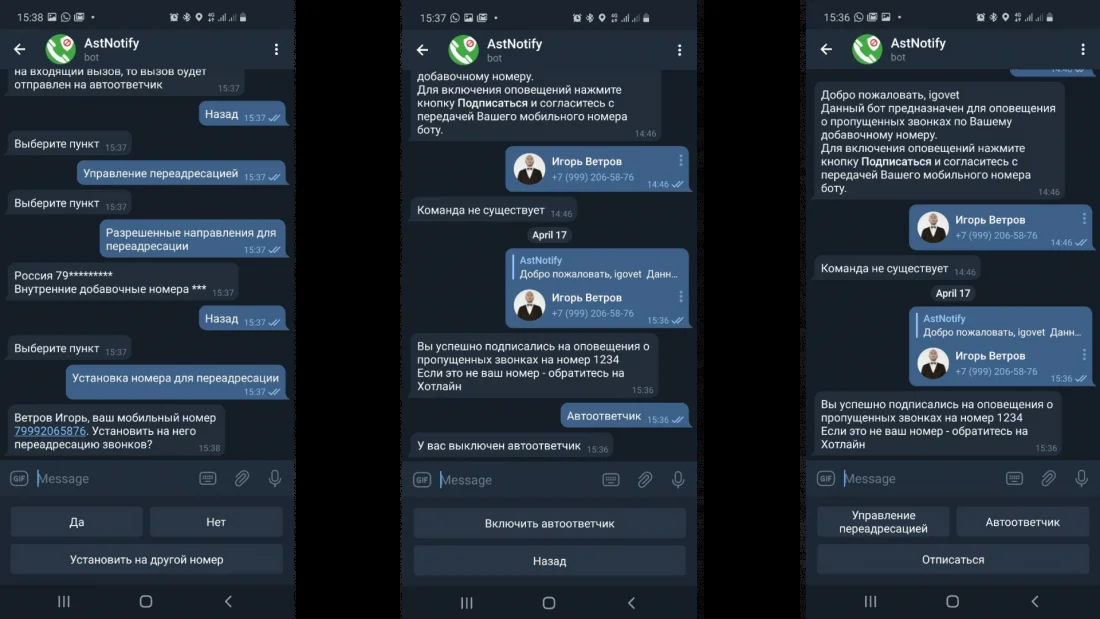 15:38
AstNotify
bot
на входящий вызов, то вызов будет
отправлен на автоответчик
15:37
Назад 15:37
Выберите пункт 15:37
Управление переадресацией 15:37
Выберите пункт 15:37
Разрешенные направления для
переадресации 15:37
Россия 79*********
Внутренние добавочные номера *** 15:37
Назад 15:37
Выберите пункт 15:37
Установка номера для переадресации
15:37
Ветров Игорь, ваш мобильный номер
79992065876. Установить на него
переадресацию звонков? 15:38
GIF Message
Да Нет
Установить на другой номер
15:37
AstNotify
bot
добавочному номеру.
Для включения оповещений нажмите
кнопку Подписаться и согласитесь с
передачей Вашего мобильного номера
боту. 14:46
Игорь Ветров
+7 (999) 206-58-76
14:46
Команда не существует 14:46
April 17
AstNotify
Добро пожаловать, igovet Данн...
Игорь Ветров
+7 (999) 206-58-76
15:36
Вы успешно подписались на оповещения о
пропущенных звонках на номер 1234
Если это не ваш номер - обратитесь на
Хотлайн 15:36
Автоответчик 15:36
У вас выключен автоответчик 15:36
GIF Message
Включить автоответчик
Назад
15:36
AstNotify
bot
14:46
Добро пожаловать, igovet
Данный бот предназначен для оповещения
о пропущенных звонках по Вашему
добавочному номеру.
Для включения оповещений нажмите
кнопку Подписаться и согласитесь с
передачей Вашего мобильного номера
боту. 14:46
Игорь Ветров
+7 (999) 206-58-76
14:46
Команда не существует 14:46
April 17
AstNotify
Добро пожаловать, igovet Данн...
Игорь Ветров
+7 (999) 206-58-76
15:36
Вы успешно подписались на оповещения о
пропущенных звонках на номер 1234
Если это не ваш номер - обратитесь на
Хотлайн 15:36
GIF Message
Управление
переадресацией
Автоответчик
Отписаться